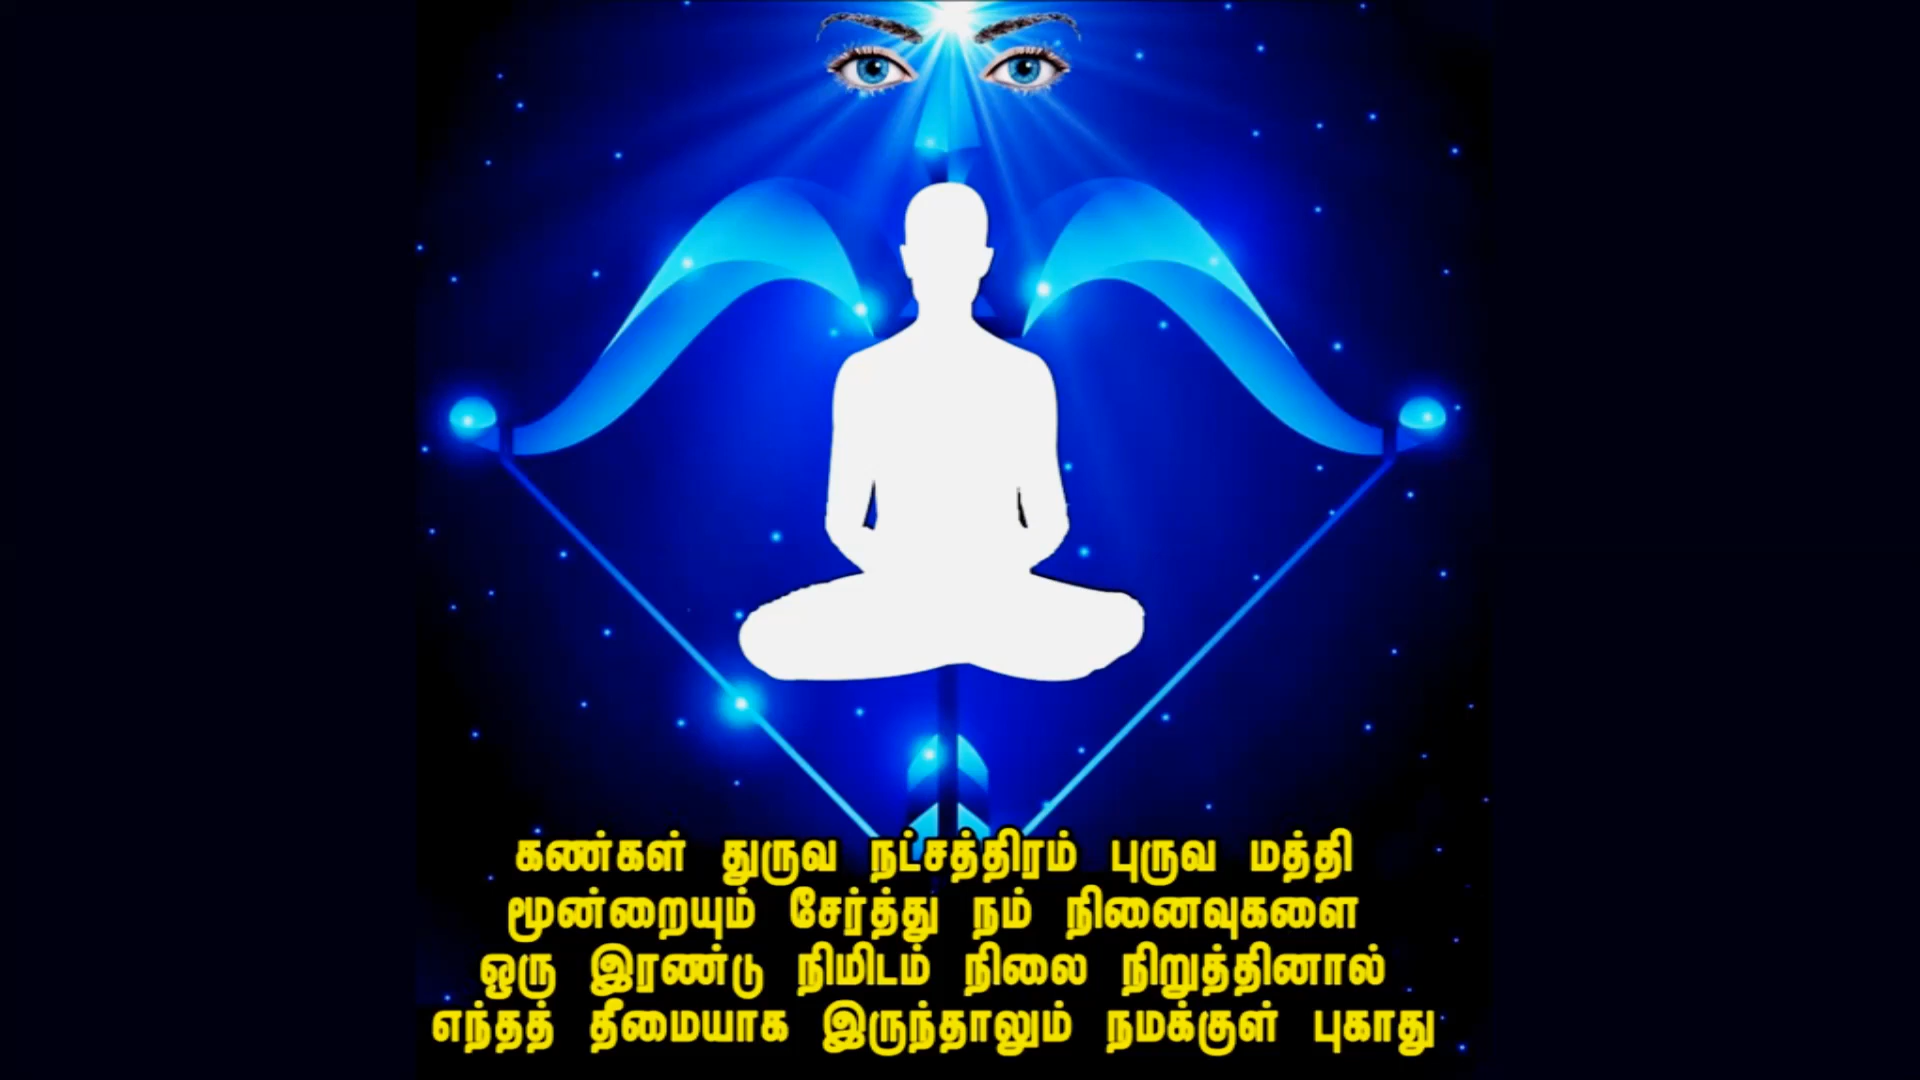 கண்கள் துருவ நட்சத்திரம் புருவ மத்தி
மூன்றையும் சேர்த்து நம் நினைவுகளை
ஒரு இரண்டு நிமிடம் நிலை நிறுத்தினால்
எந்தத் தீமையாக இருந்தாலும் நமக்குள் புகாது